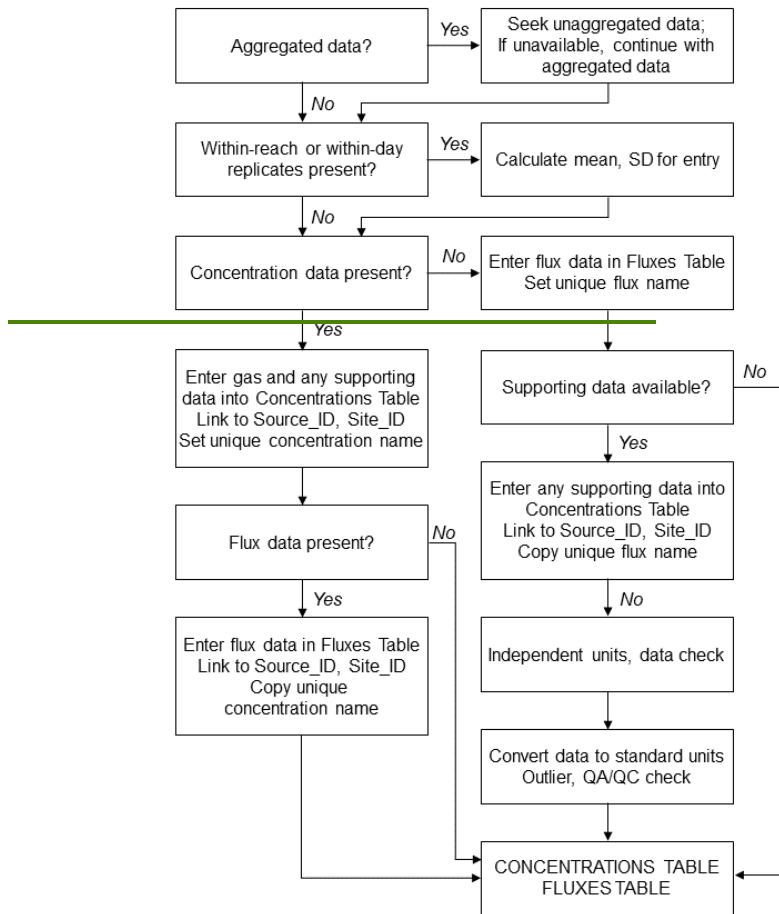 Aggregated data?
Yes
Seek unaggregated data;
If unavailable, continue with
aggregated data
No
Within-reach or within-day
replicates present?
Yes
Calculate mean, SD for entry
No
Concentration data present?
No
Enter flux data in Fluxes Table
Set unique flux name
Yes
Enter gas and any supporting
data into Concentrations Table
Link to Source_ID, Site_ID
Set unique concentration name
Supporting data available?
No
Yes
Flux data present?
No
Enter any supporting data into
Concentrations Table
Link to Source_ID, Site_ID
Copy unique flux name
Yes
No
Enter flux data in Fluxes Table
Link to Source_ID, Site_ID
Copy unique
concentration name
Independent units, data check
Convert data to standard units
Outlier, QA/QC check
CONCENTRATIONS TABLE
FLUXES TABLE